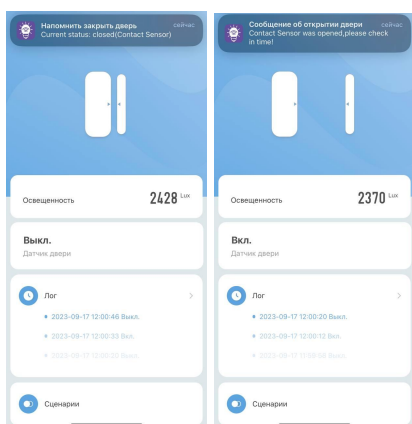 Напомнить закрыть дверь
сейчас
Current status: closed(Contact Sensor)
Освещенность
2428 Lux
Выкл.
Датчик двери
Лог
2023-09-17 12:00:46 Выкл.
2023-09-17 12:00:33 Вкл.
Сценарии
Сообщение об открытии двери
сейчас
Contact Sensor was opened,please check
in time!
Освещенность
2370 Lux
Вкл.
Датчик двери
Лог
2023-09-17 12:00:20 Выкл.
2023-09-17 12:00:12 Вкл.
Сценарии